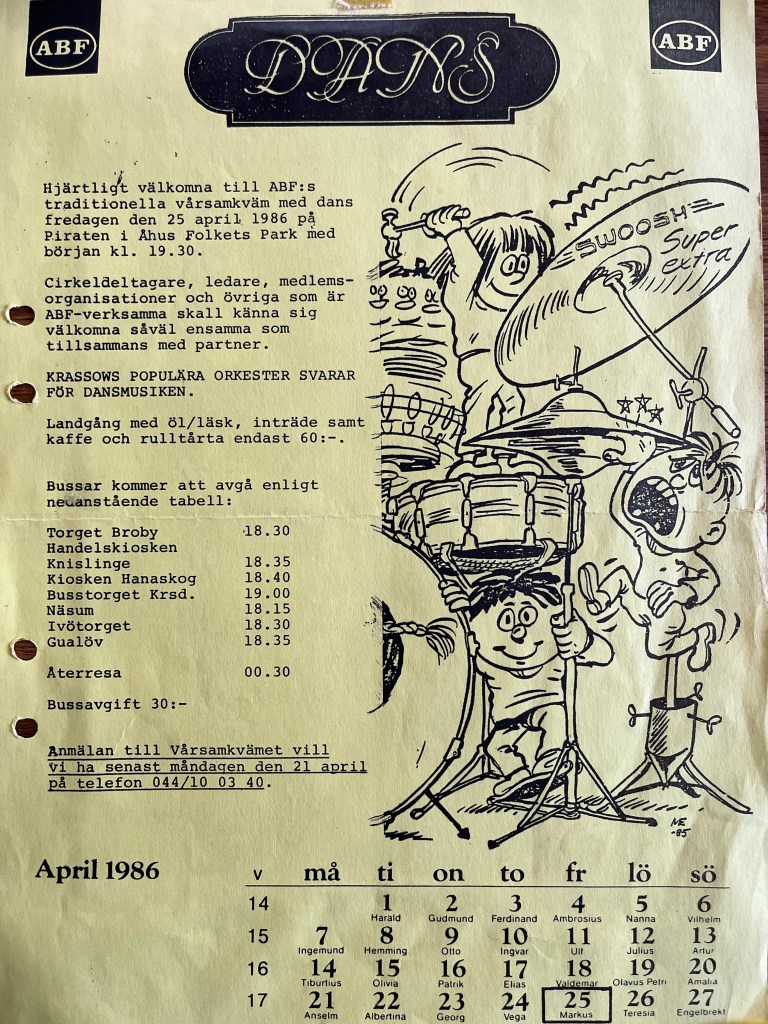 ABF
DANS
ABF
Hjärtligt välkomna till ABF:s
traditionella vårsamkväm med dans
fredagen den 25 april 1986 på
Piraten i Åhus Folkets Park med
början kl. 19.30.
Cirkeldeltagare, ledare, medlems-
organisationer och övriga som är
ABF-verksamma skall känna sig
välkomna såväl ensamma som
tillsammans med partner.
KRASSOWS POPULÄRA ORKESTER SVARAR
FÖR DANSMUSIKEN.
Landgång med öl/läsk, inträde samt
kaffe och rulltårta endast 60:-.
Bussar kommer att avgå enligt
nedanstående tabell:
Torget Broby 18.30
Handelskiosken
Knislinge 18.35
Kiosken Hanaskog 18.40
Busstorget Krsd. 19.00
Näsum 18.15
Ivötorget 18.30
Gualöv 18.35
Återresa 00.30
Bussavgift 30:-
Anmälan till Vårsamkvämet vill
vi ha senast måndagen den 21 april
på telefon 044/10 03 40.
SWOOSH
Super
extra
ME
-85
April 1986
v må ti on to fr lö sö
14 1 2 3 4 5 6
Harald Gudmund Ferdinand Ambrosius Nanna Vilhelm
15 7 8 9 10 11 12 13
Ingemund Hemming Otto Ingvar Ulf Julius Artur
16 14 15 16 17 18 19 20
Tiburtius Olivia Patrik Elias Valdemar Olavus Petri Amalia
17 21 22 23 24 25 26 27
Anselm Albertina Georg Vega Markus Teresia Engelbrekt